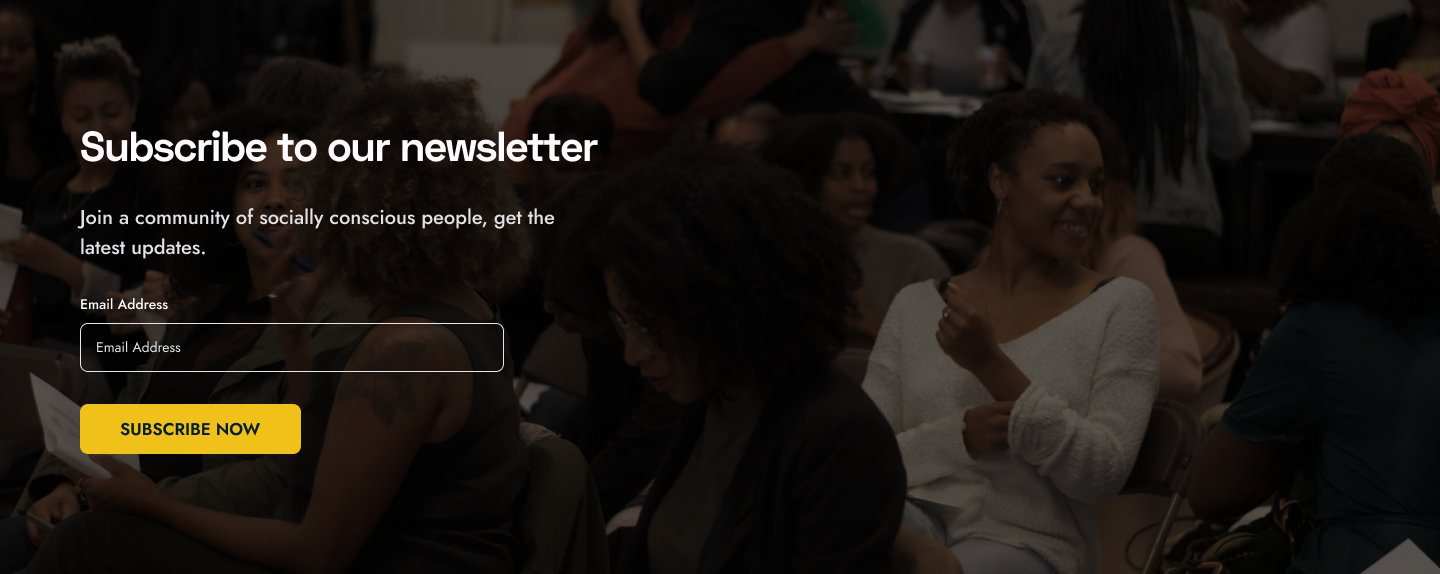 Subscribe to our newsletter
Join a community of socially conscious people, get the
latest updates.
Email Address
Email Address
SUBSCRIBE NOW